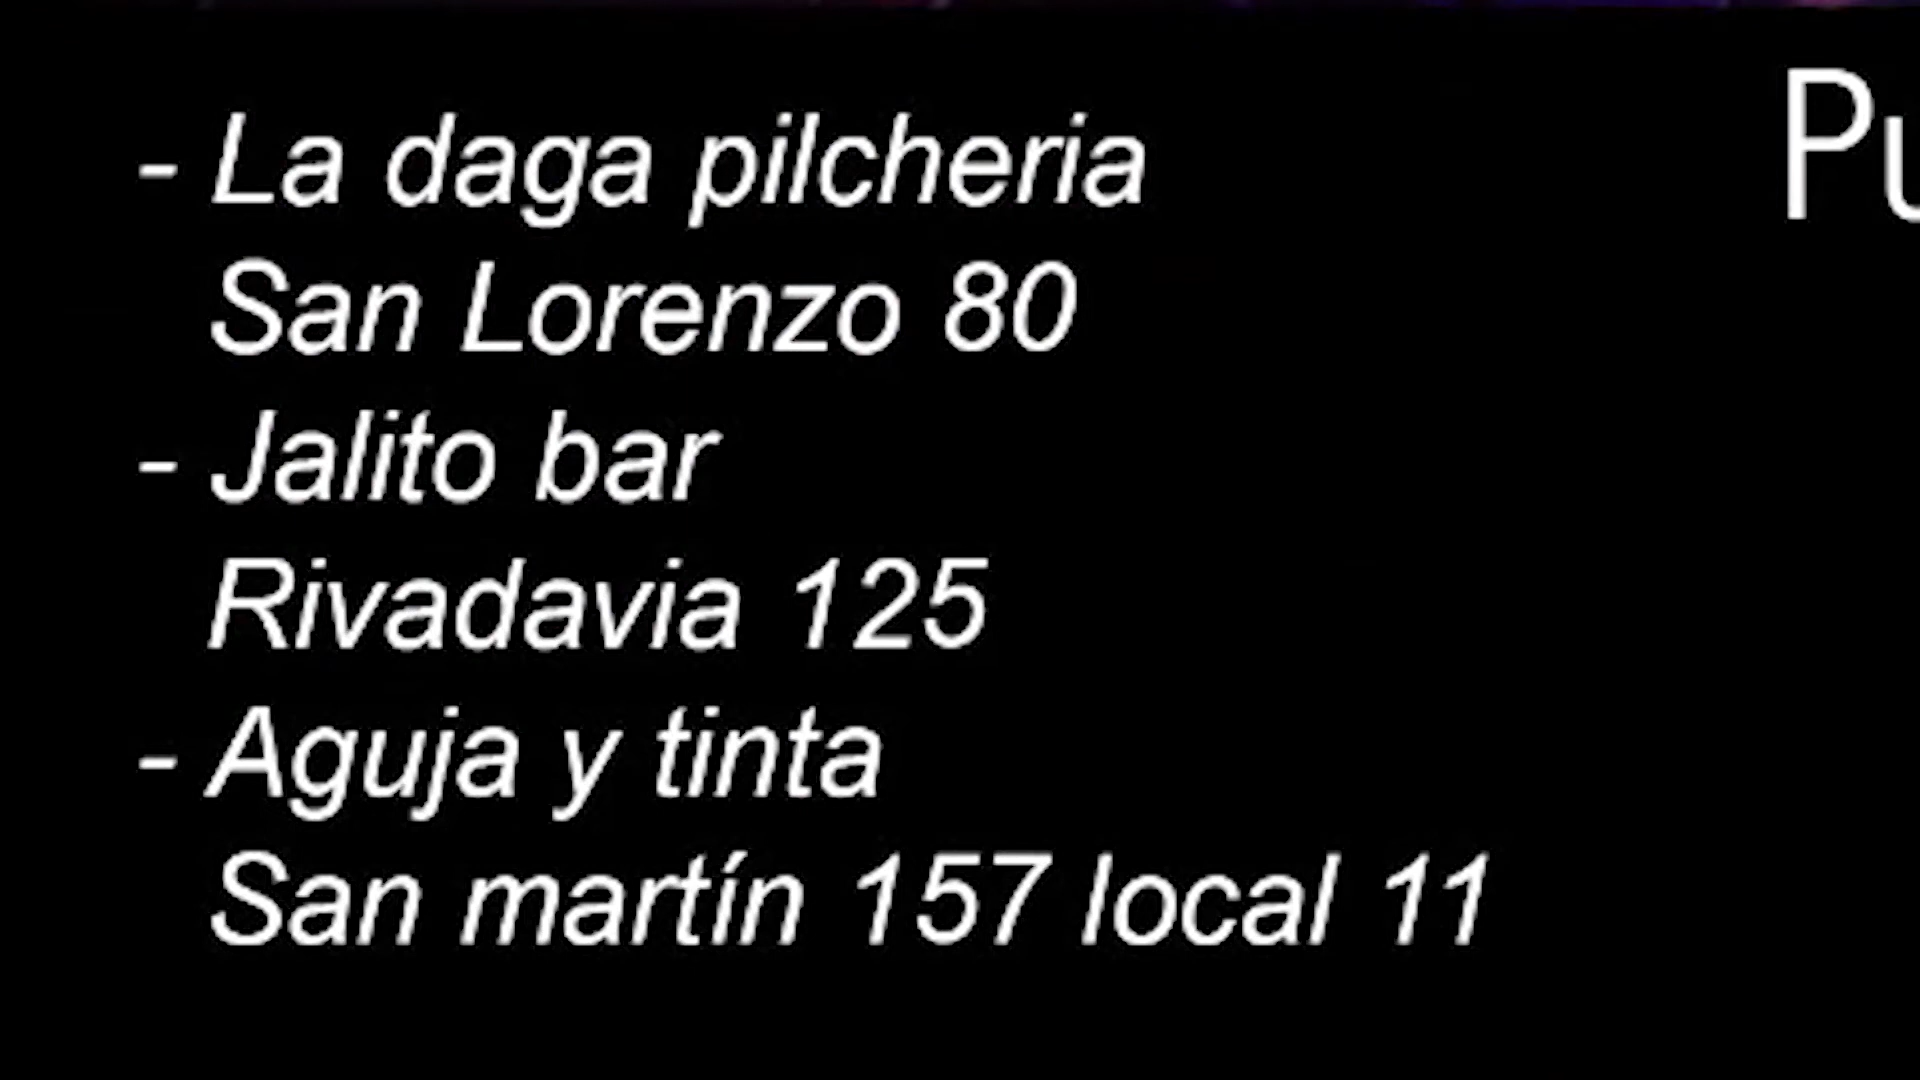 - La daga pilcheria
San Lorenzo 80
- Jalito bar
Rivadavia 125
- Aguja y tinta
San martín 157 local 11